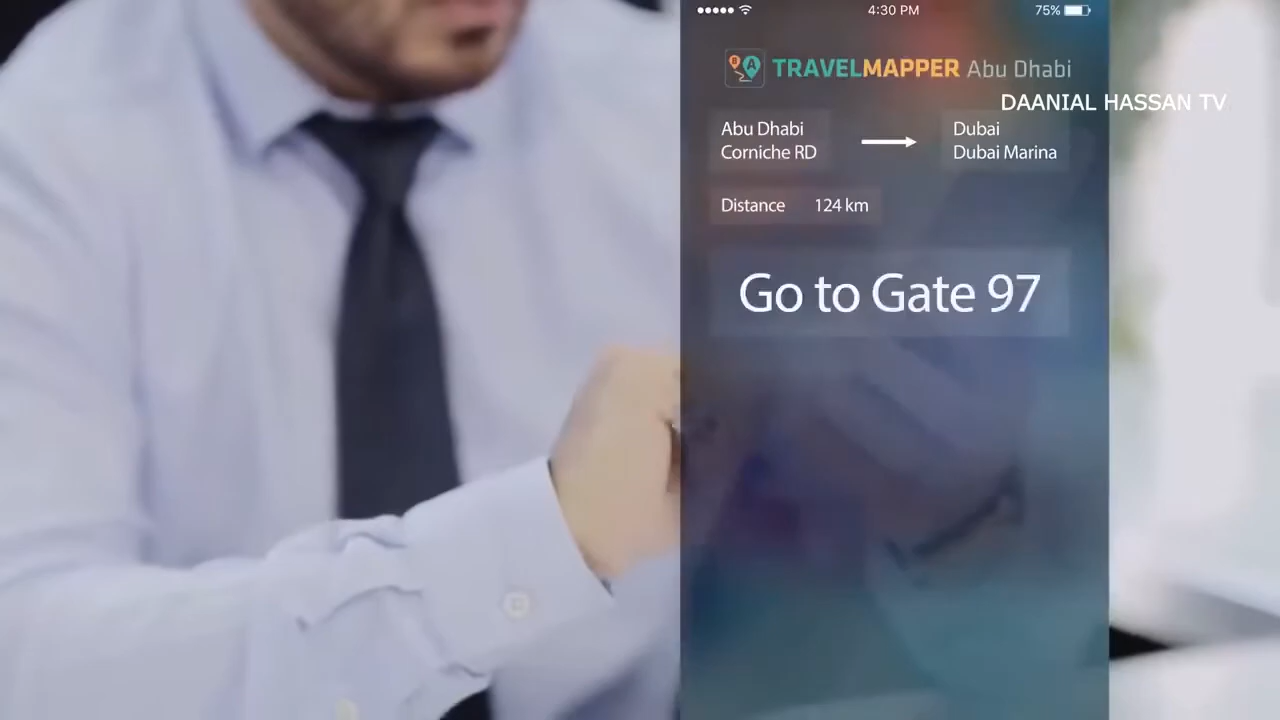 4:30 PM
75%
B A
TRAVELMAPPER Abu Dhabi
DAANIAL HASSAN TV
Abu Dhabi
Corniche RD
Dubai
Dubai Marina
Distance 124 km
Go to Gate 97